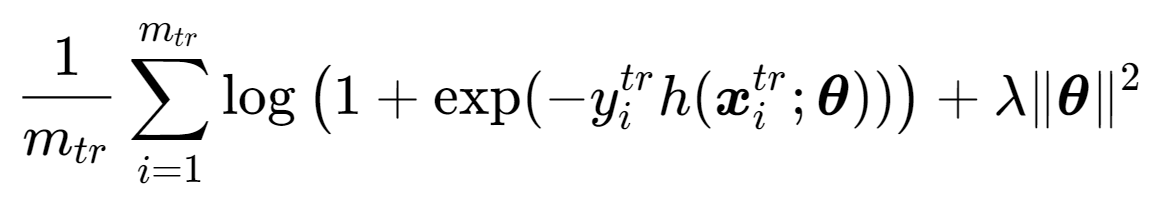 \frac{1}{m_{tr}} \sum_{i=1}^{m_{tr}} \log \left(1 + \exp(-y_i^{tr} h(\boldsymbol{x}_i^{tr}; \boldsymbol{\theta}))\right) + \lambda \|\boldsymbol{\theta}\|^2